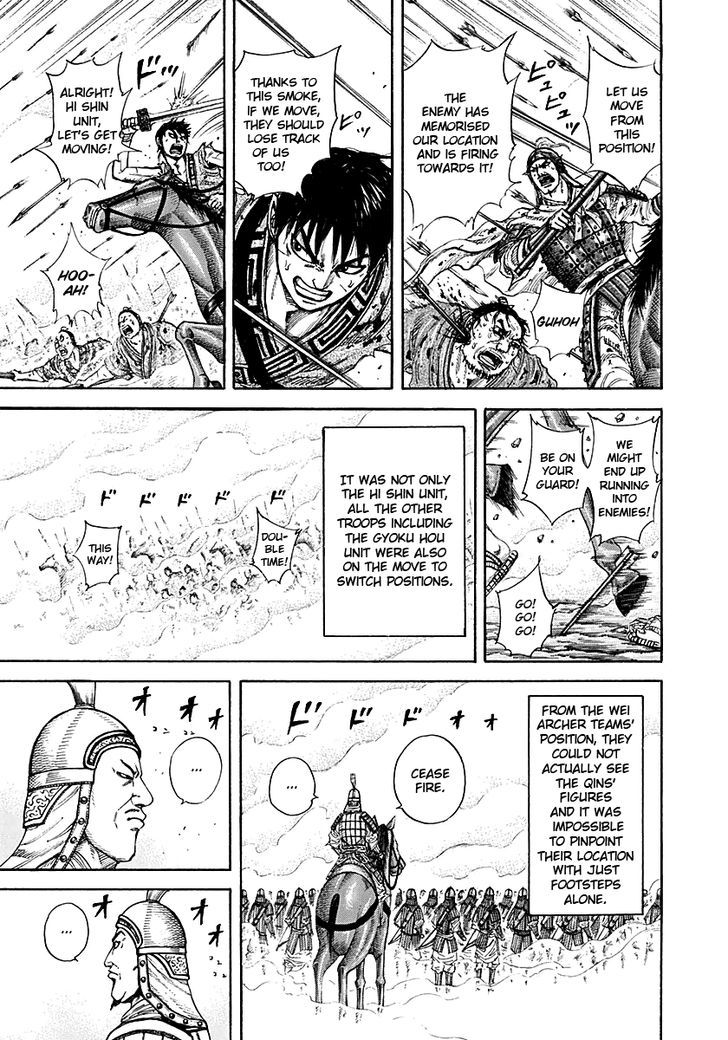 LET US
MOVE
FROM
THIS
POSITION!
THE
ENEMY HAS
MEMORISED
OUR LOCATION
AND IS FIRING
TOWARDS IT!
ピュ
ピュ
GUHOH
THANKS TO
THIS SMOKE,
IF WE MOVE,
THEY SHOULD
LOSE TRACK
OF US
TOO!
ピッ
ALRIGHT!
HI SHIN
UNIT,
LET'S GET
MOVING!
ドッ
HOO-
AH!
WE
MIGHT
END UP
RUNNING
INTO
ENEMIES!
BE ON
YOUR
GUARD!
GO!
GO!
GO!
IT WAS NOT ONLY
THE HI SHIN UNIT,
ALL THE OTHER
TROOPS INCLUDING
THE GYOKU HOU
UNIT WERE ALSO
ON THE MOVE TO
SWITCH POSITIONS.
ド ド ド ド
DOU-
BLE
TIME!
THIS
WAY!
FROM THE WEI
ARCHER TEAMS'
POSITION, THEY
COULD NOT
ACTUALLY SEE
THE QINS'
FIGURES
AND IT WAS
IMPOSSIBLE
TO PINPOINT
THEIR LOCATION
WITH JUST
FOOTSTEPS
ALONE.
ド ド ド ド
CEASE
FIRE.
...
オ オ
...
オ オ
...